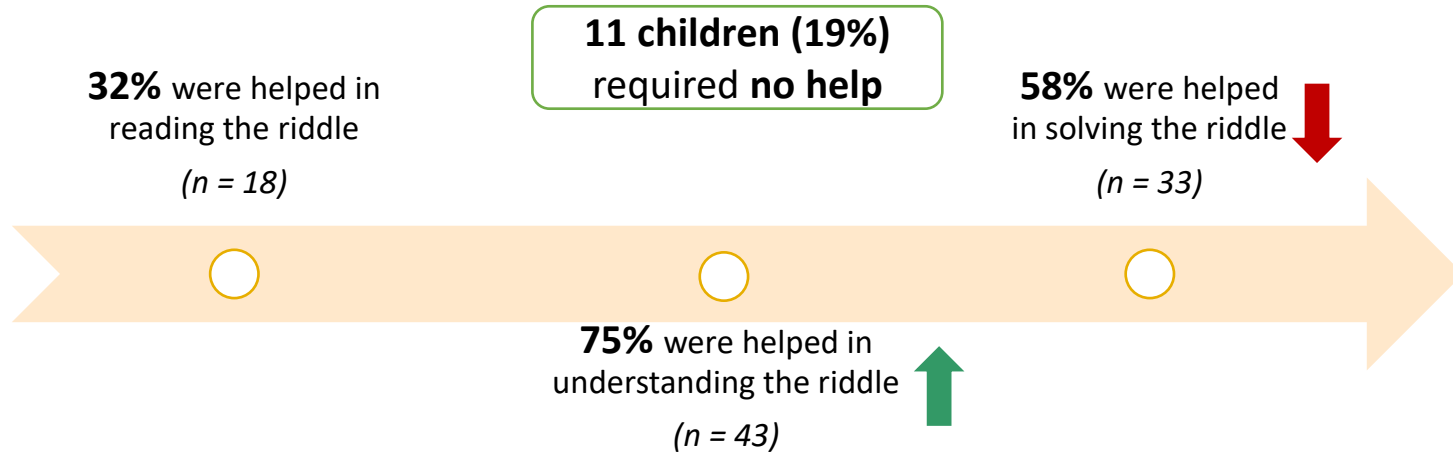 11 children (19%)
required no help
32% were helped in
reading the riddle
(n = 18)
58% were helped
in solving the riddle
(n = 33)
75% were helped in
understanding the riddle
(n = 43)